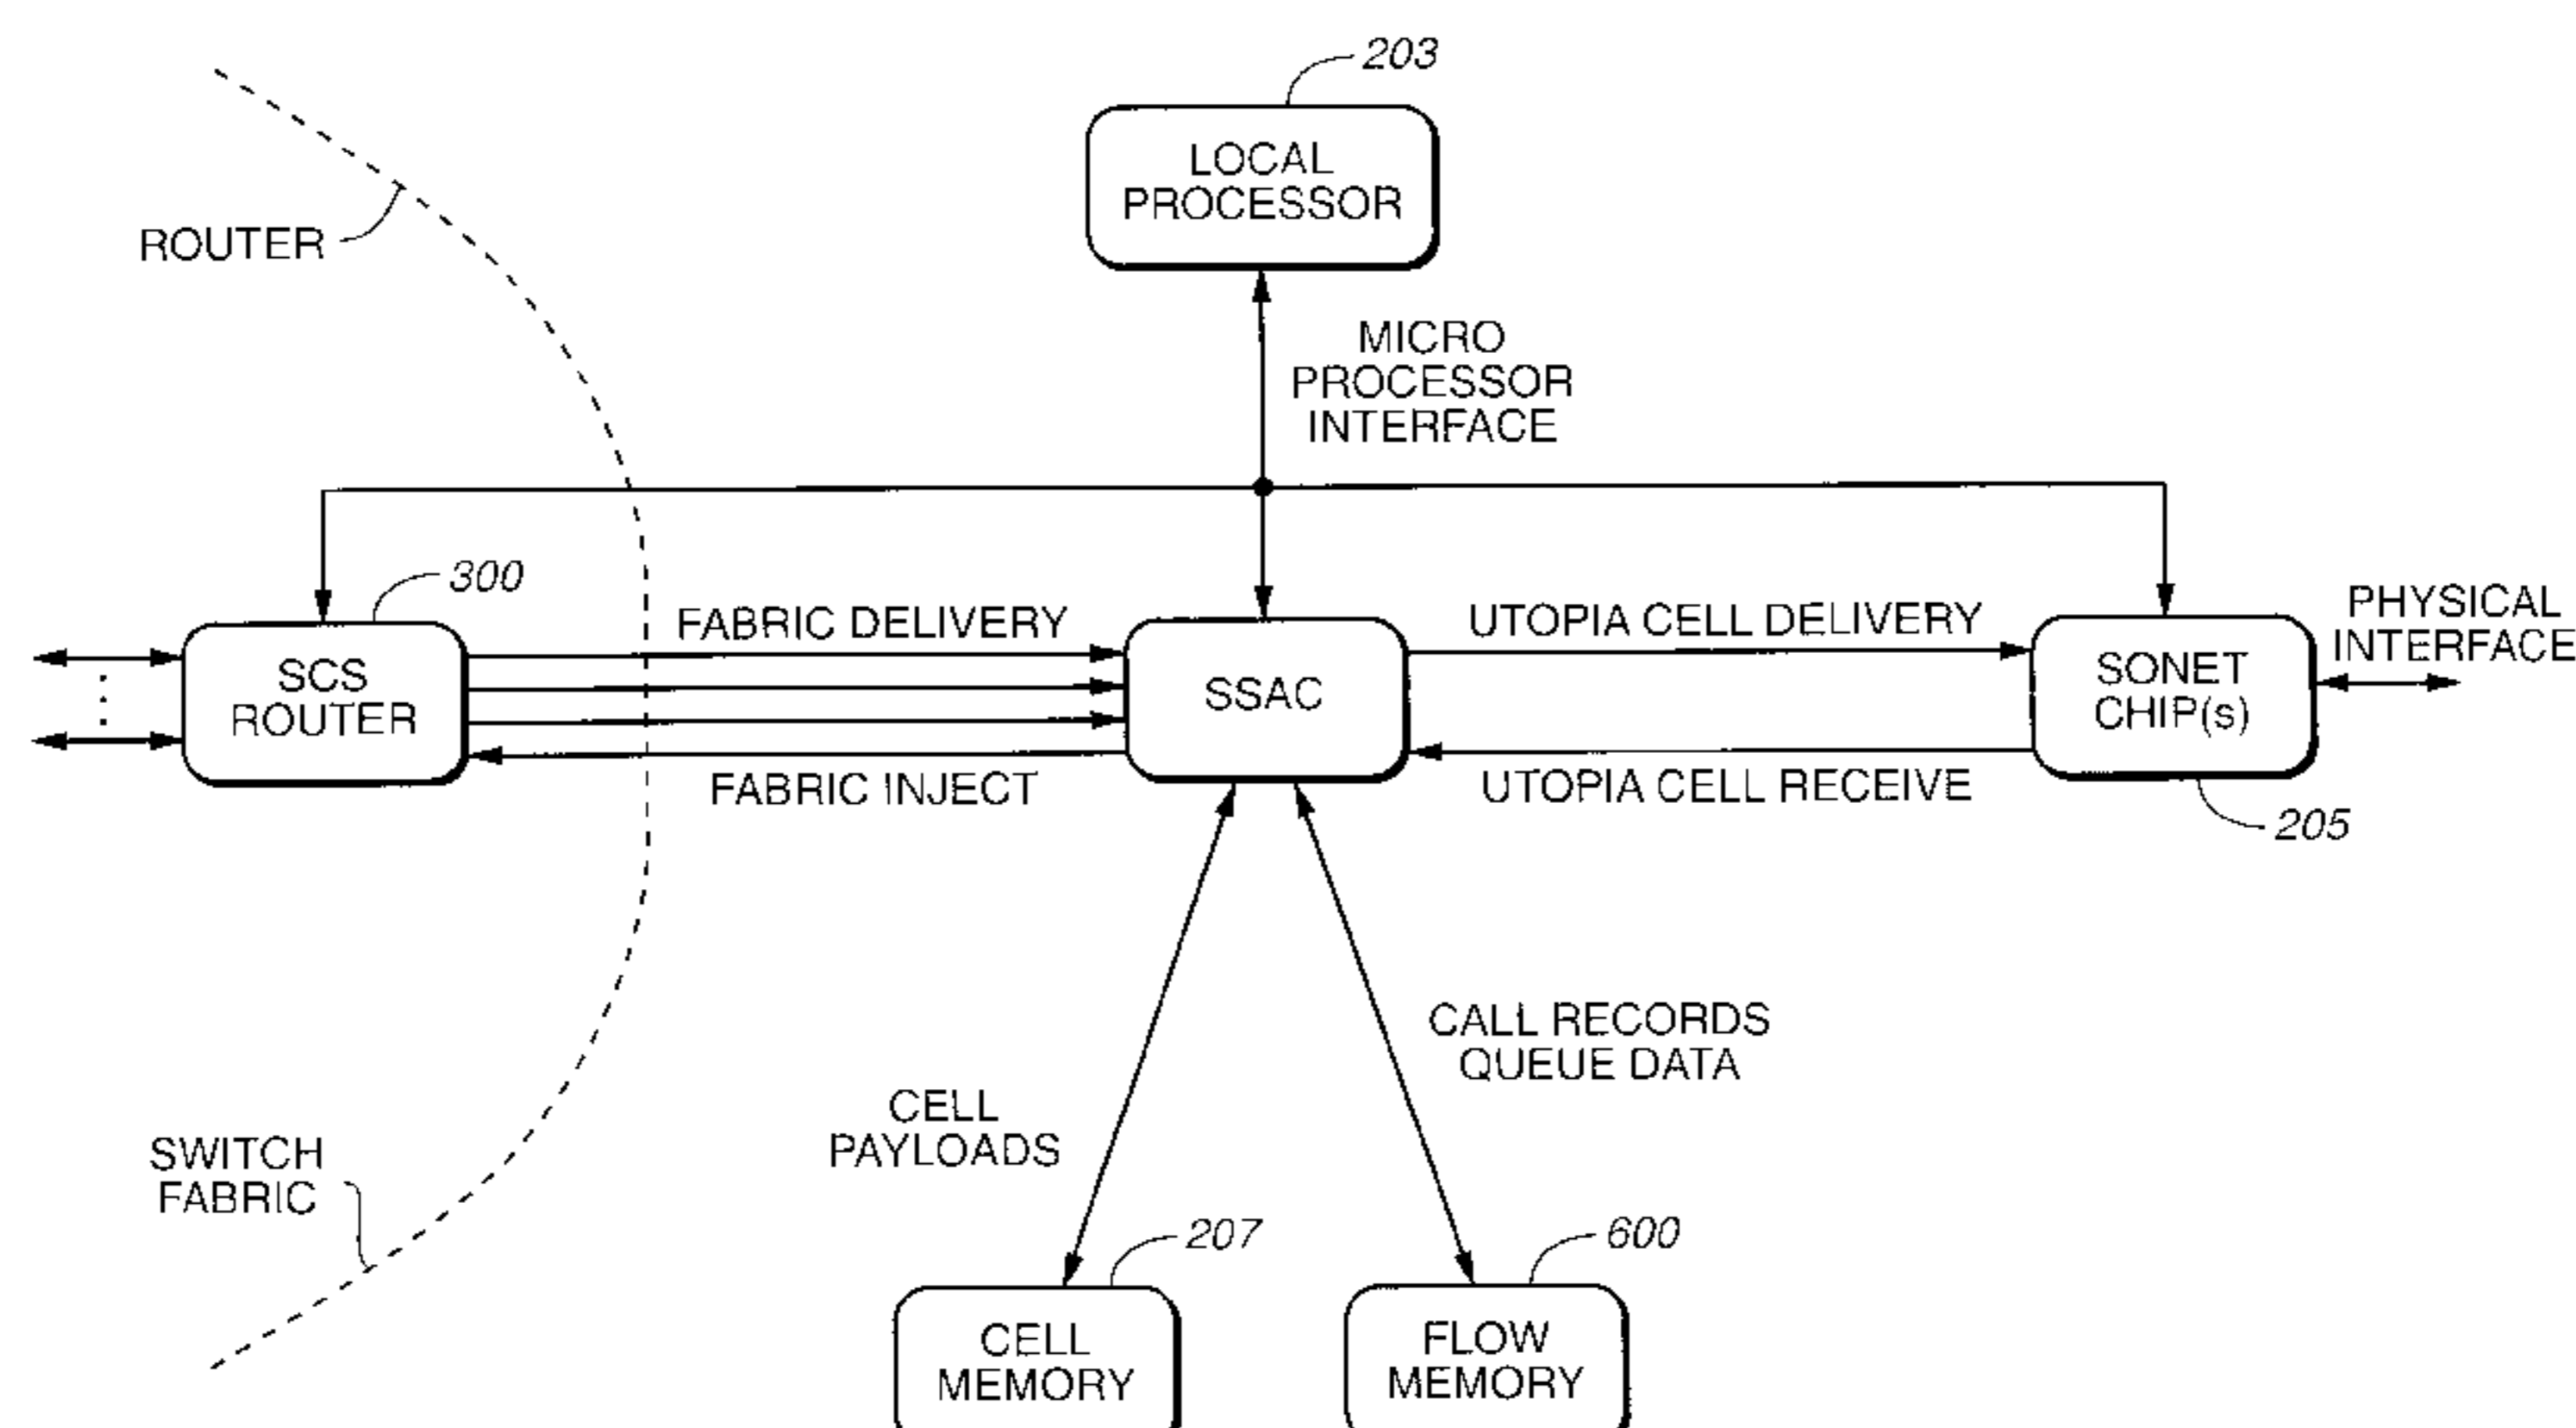 203
LOCAL
PROCESSOR
ROUTER
MICRO
PROCESSOR
INTERFACE
300
FABRIC DELIVERY
UTOPIA CELL DELIVERY
PHYSICAL
INTERFACE
SCS
ROUTER
SSAC
SONET
CHIP(s)
FABRIC INJECT
UTOPIA CELL RECEIVE
205
CALL RECORDS
QUEUE DATA
CELL
PAYLOADS
SWITCH
FABRIC
207
600
CELL
MEMORY
FLOW
MEMORY